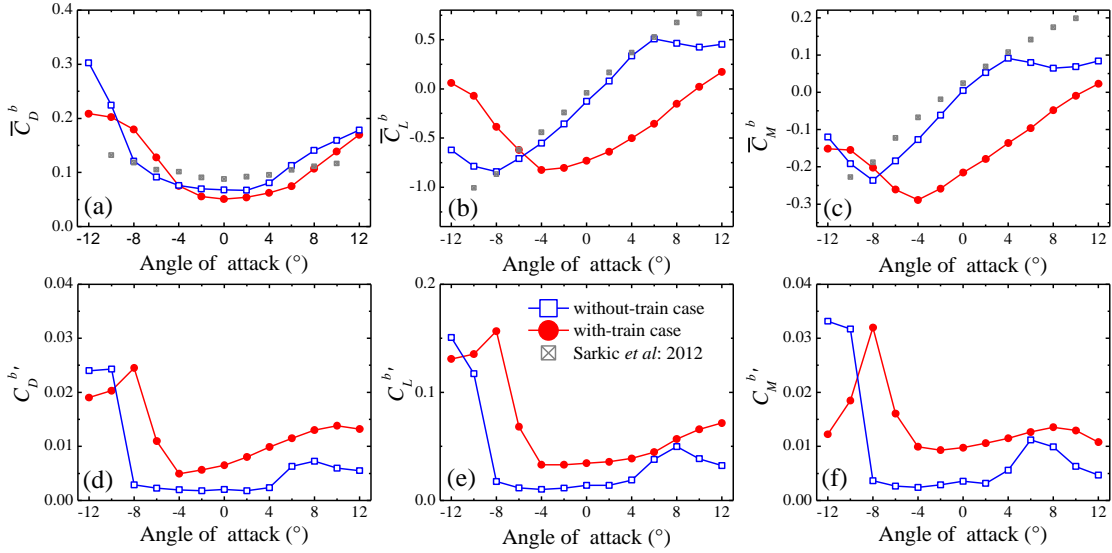 0.4
0.3
0.2
0.1
0.0
C̅_D^b
(a)
-12 -8 -4 0 4 8 12
Angle of attack (°)
0.5
0.0
-0.5
-1.0
C̅_L^b
(b)
-12 -8 -4 0 4 8 12
Angle of attack (°)
0.2
0.1
0.0
-0.1
-0.2
-0.3
C̅_M^b
(c)
-12 -8 -4 0 4 8 12
Angle of attack (°)
0.04
0.03
0.02
0.01
0.00
C_D^b'
(d)
-12 -8 -4 0 4 8 12
Angle of attack (°)
0.2
0.1
0.0
C_L^b'
without-train case
with-train case
Sarkic et al: 2012
(e)
-12 -8 -4 0 4 8 12
Angle of attack (°)
0.04
0.03
0.02
0.01
0.00
C_M^b'
(f)
-12 -8 -4 0 4 8 12
Angle of attack (°)